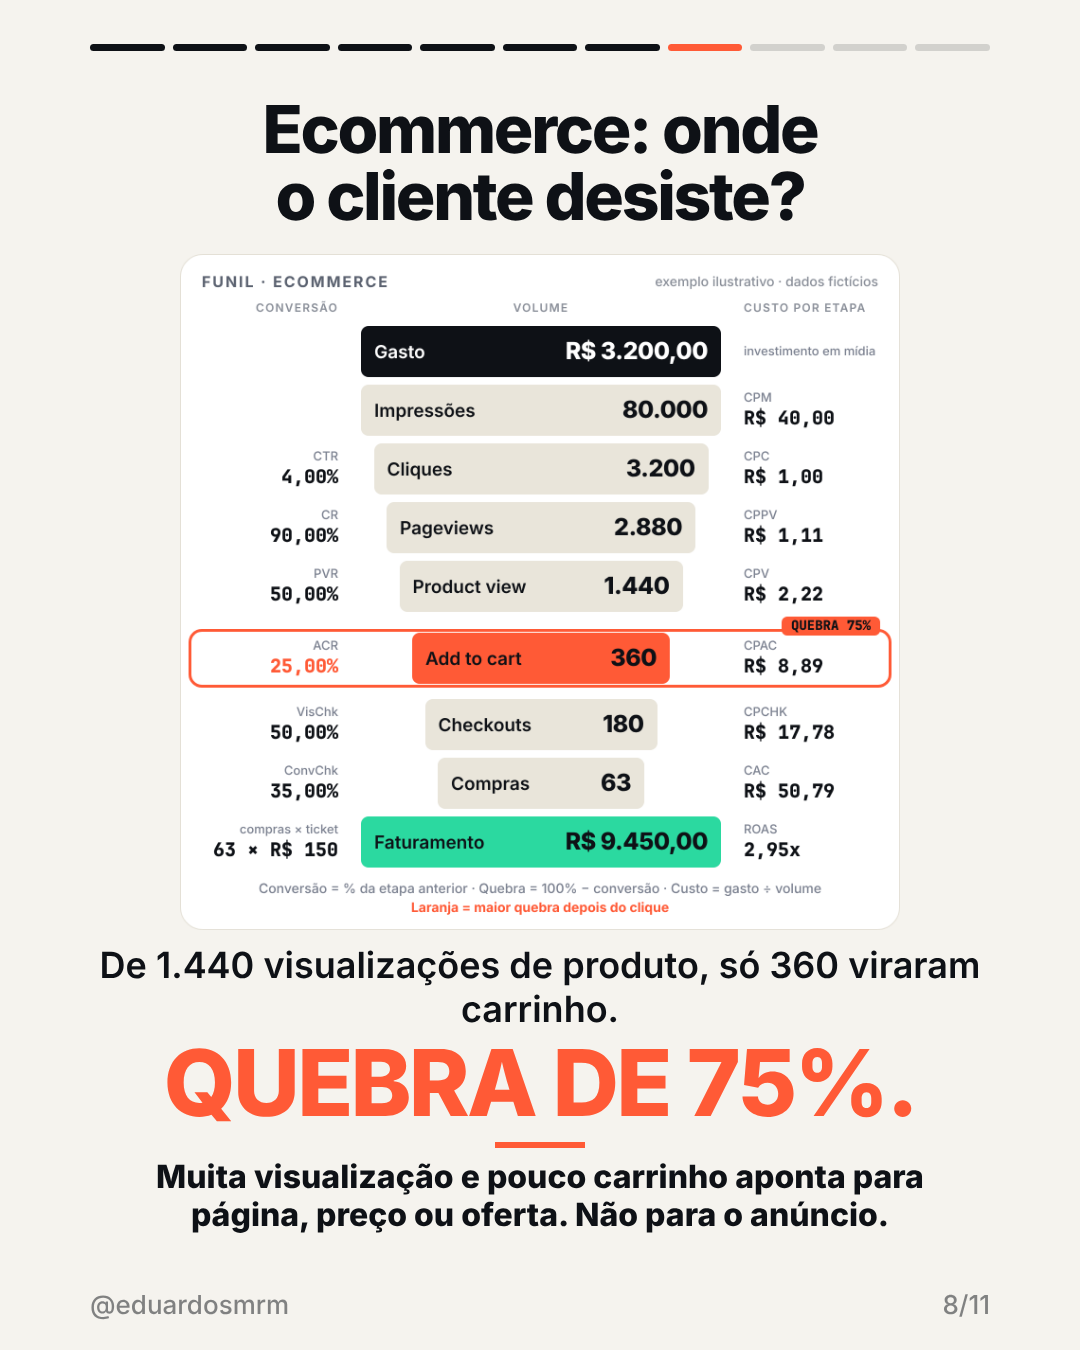 Ecommerce: onde
o cliente desiste?
FUNIL · ECOMMERCE
exemplo ilustrativo · dados fictícios
CONVERSÃO
VOLUME
CUSTO POR ETAPA
Gasto R$ 3.200,00
investimento em mídia
Impressões 80.000
CPM
R$ 40,00
CTR
4,00%
Cliques 3.200
CPC
R$ 1,00
CR
90,00%
Pageviews 2.880
CPPV
R$ 1,11
PVR
50,00%
Product view 1.440
CPV
R$ 2,22
QUEBRA 75%
ACR
25,00%
Add to cart 360
CPAC
R$ 8,89
VisChk
50,00%
Checkouts 180
CPCHK
R$ 17,78
ConvChk
35,00%
Compras 63
CAC
R$ 50,79
compras × ticket
63 × R$ 150
Faturamento R$ 9.450,00
ROAS
2,95x
Conversão = % da etapa anterior · Quebra = 100% − conversão · Custo = gasto ÷ volume
Laranja = maior quebra depois do clique
De 1.440 visualizações de produto, só 360 viraram
carrinho.
QUEBRA DE 75%.
Muita visualização e pouco carrinho aponta para
página, preço ou oferta. Não para o anúncio.
@eduardosmrm
8/11